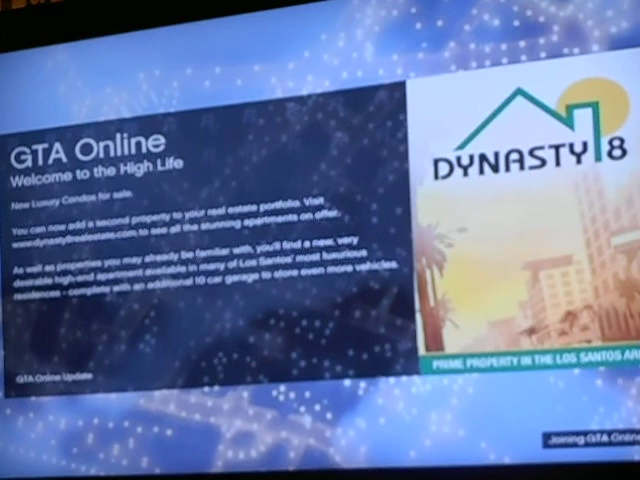 GTA Online
Welcome to the High Life
New Luxury Condos for sale.
You can now add a second property to your real estate portfolio. Visit
www.dynasty8realestate.com to see all the stunning apartments on offer.
As well as properties you may already be familiar with, you'll find a new, very
desirable high-end apartment available in many of Los Santos' most luxurious
residences - complete with an additional 10 car garage to store even more vehicles.
GTA Online Update
DYNASTY 8
PRIME PROPERTY IN THE LOS SANTOS AR
Joining GTA Online